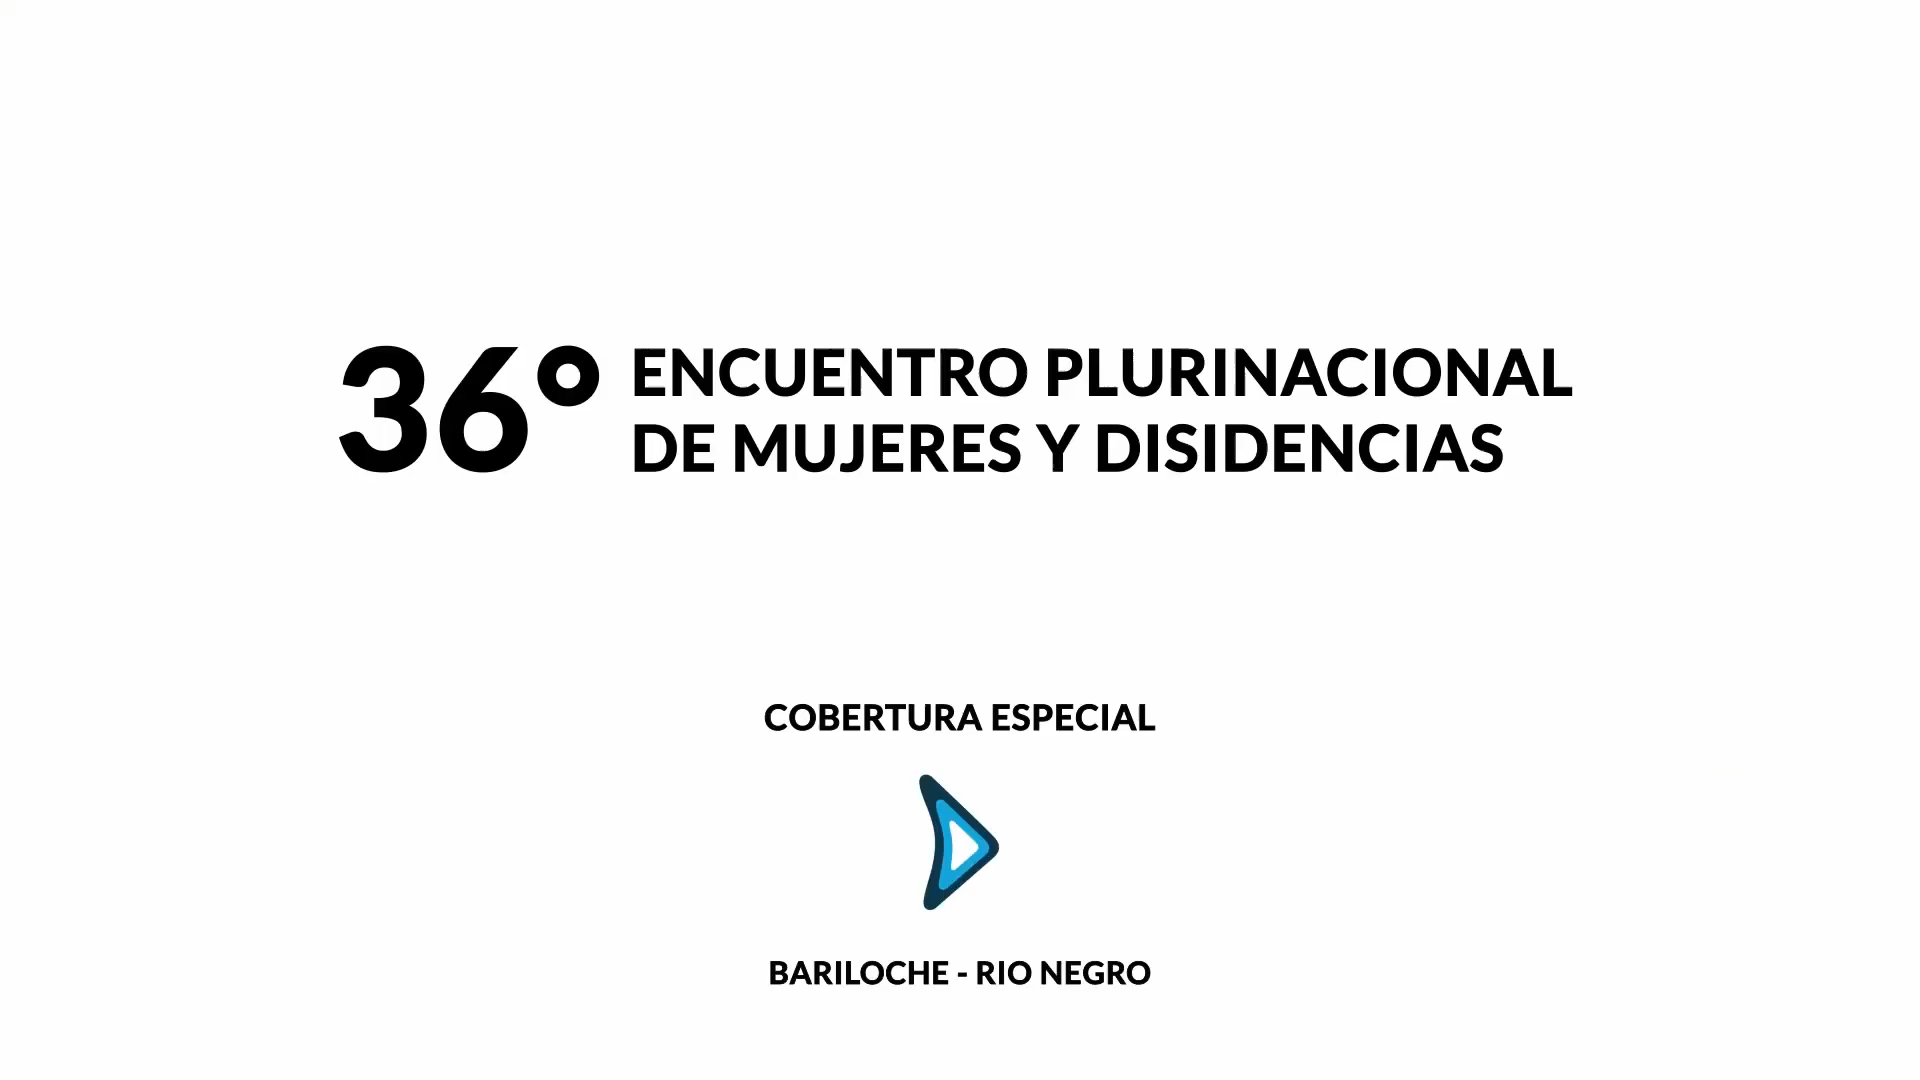 36° ENCUENTRO PLURINACIONAL
DE MUJERES Y DISIDENCIAS
COBERTURA ESPECIAL
BARILOCHE - RIO NEGRO